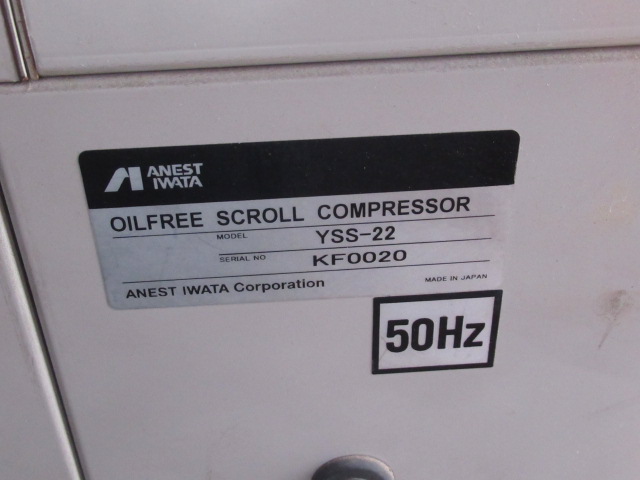 ANEST
IWATA
OILFREE SCROLL COMPRESSOR
MODEL YSS-22
SERIAL NO KF0020
ANEST IWATA Corporation MADE IN JAPAN
50Hz